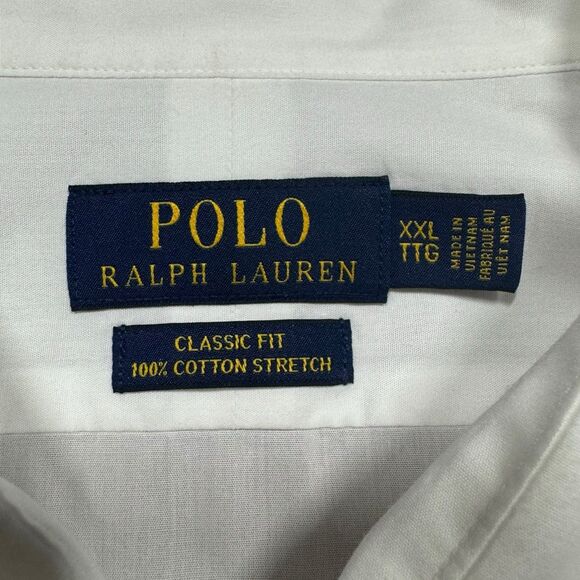 POLO
RALPH LAUREN
XXL
TTG
MADE IN
VIETNAM
FABRIQUÉ AU
VIÊT NAM
CLASSIC FIT
100% COTTON STRETCH